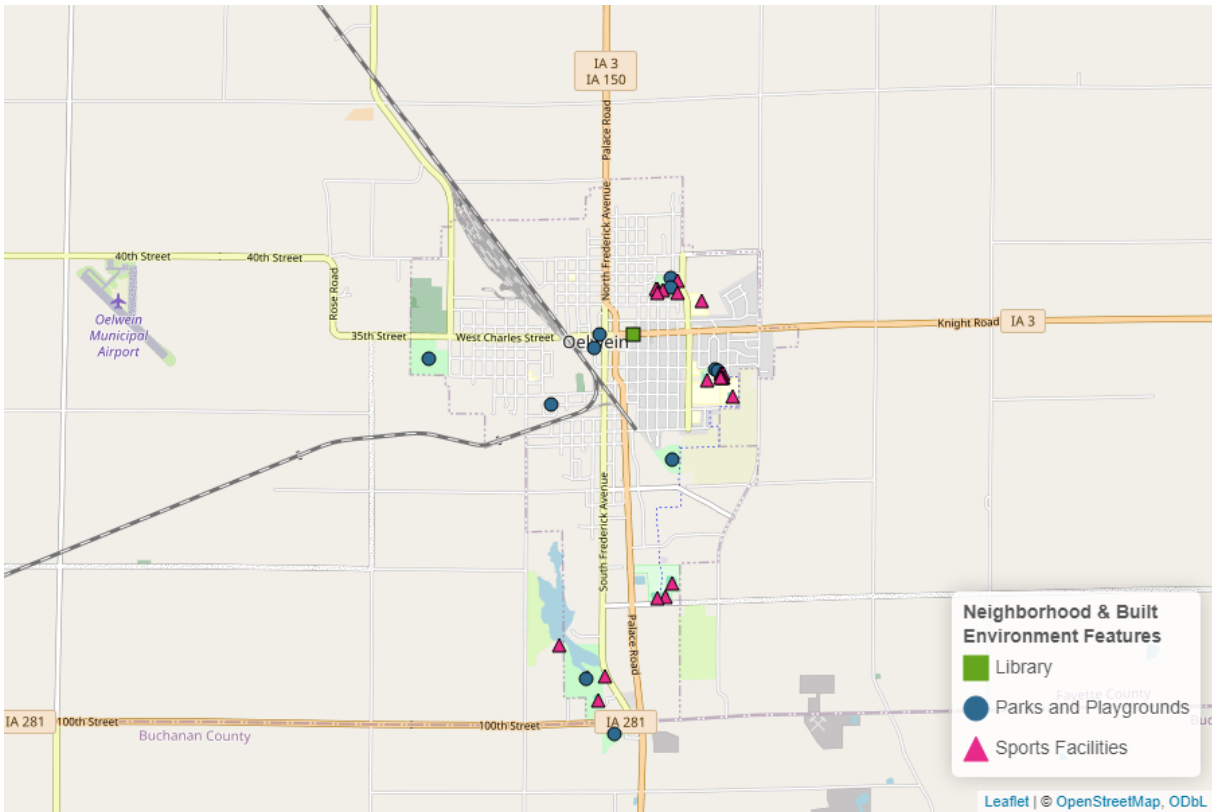 IA 3
IA 150
Palace Road
North Frederick Avenue
40th Street
40th Street
Rose Road
Oelwein
Municipal
Airport
35th Street
West Charles Street
Oelwein
Knight Road
IA 3
South Frederick Avenue
Palace Road
IA 281
100th Street
100th Street
IA 281
Buchanan County
Fayette County
Neighborhood & Built
Environment Features
Library
Parks and Playgrounds
Sports Facilities
Leaflet | © OpenStreetMap, ODbL